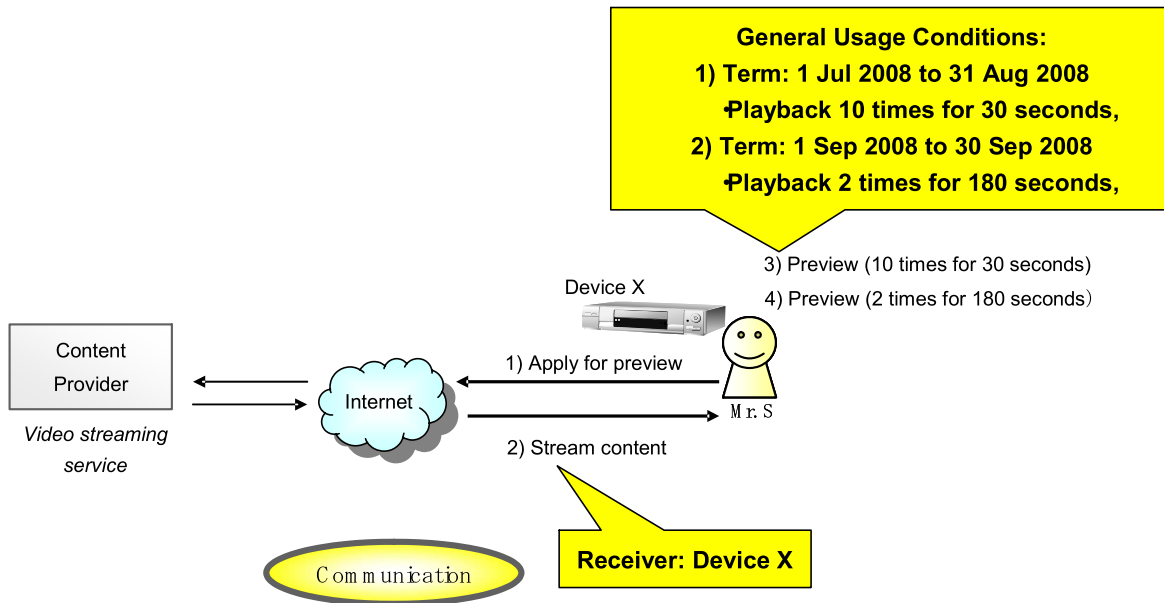 General Usage Conditions:
1) Term: 1 Jul 2008 to 31 Aug 2008
•Playback 10 times for 30 seconds,
2) Term: 1 Sep 2008 to 30 Sep 2008
•Playback 2 times for 180 seconds,
3) Preview (10 times for 30 seconds)
4) Preview (2 times for 180 seconds）
Device X
Content
Provider
Video streaming
service
Internet
1) Apply for preview
Mr. S
2) Stream content
Receiver: Device X
Communication